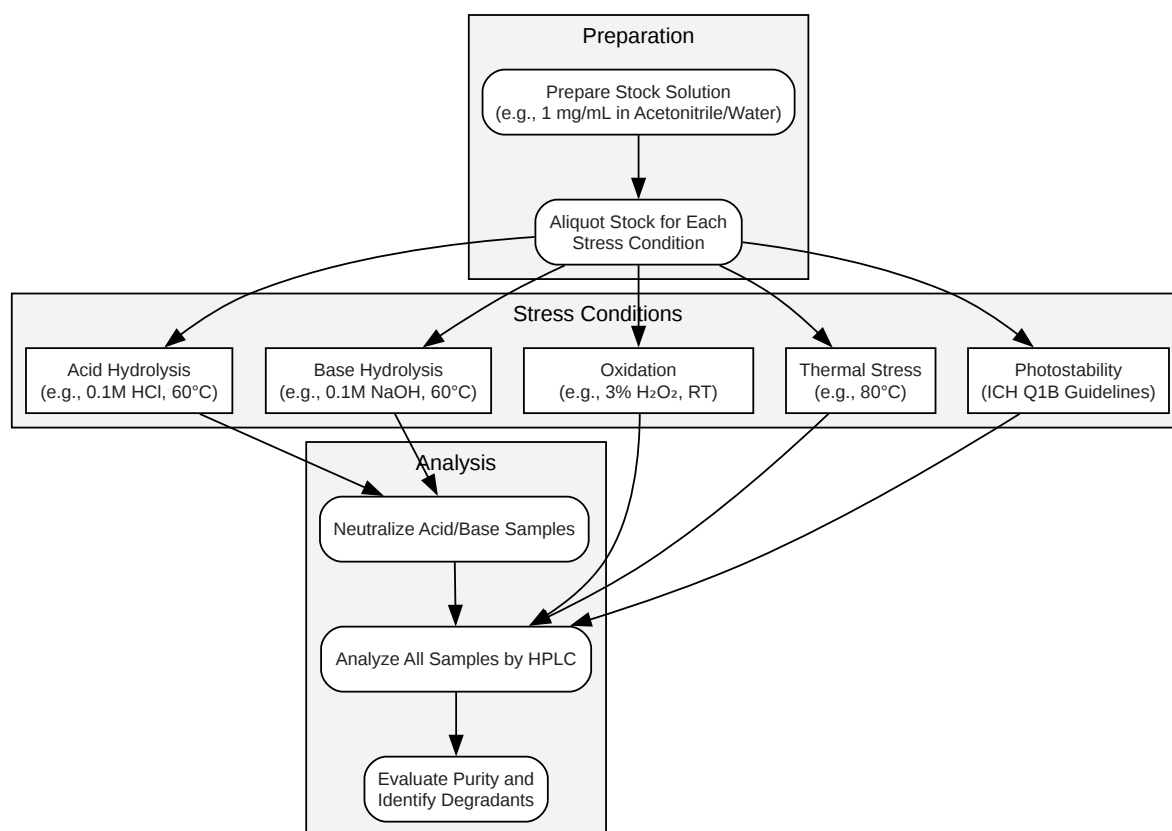 Preparation
Prepare Stock Solution
(e.g., 1 mg/mL in Acetonitrile/Water)
Aliquot Stock for Each
Stress Condition
Stress Conditions
Acid Hydrolysis
(e.g., 0.1M HCl, 60°C)
Base Hydrolysis
(e.g., 0.1M NaOH, 60°C)
Oxidation
(e.g., 3% H₂O₂, RT)
Thermal Stress
(e.g., 80°C)
Photostability
(ICH Q1B Guidelines)
Analysis
Neutralize Acid/Base Samples
Analyze All Samples by HPLC
Evaluate Purity and
Identify Degradants